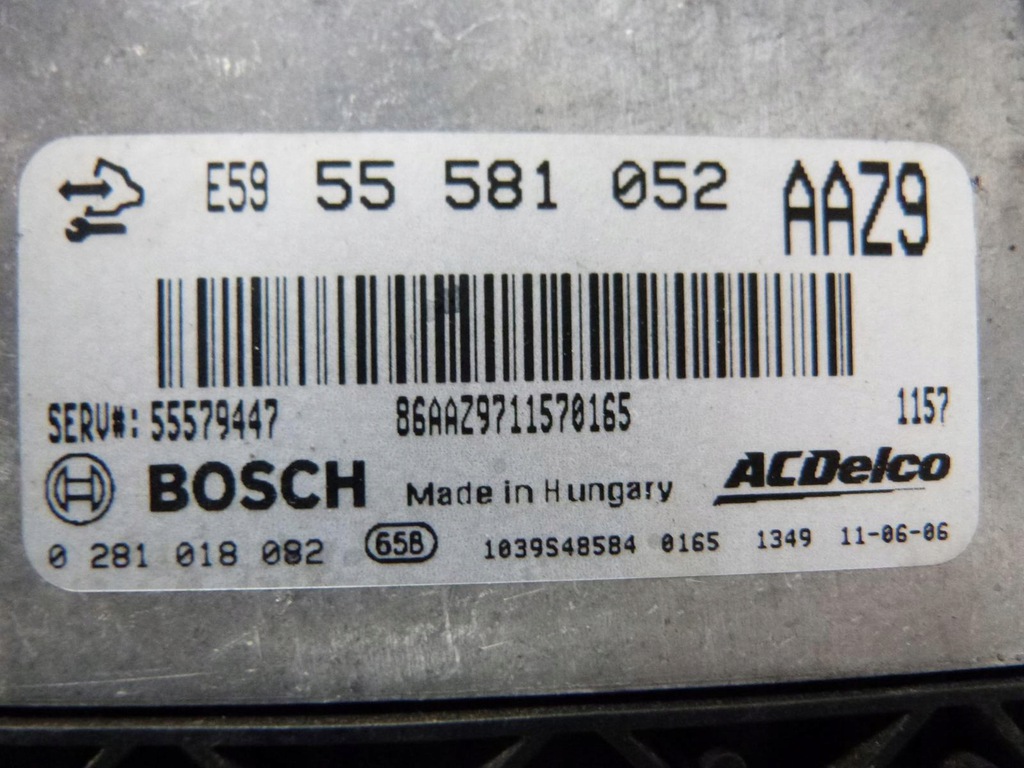 E59 55 581 052 AAZ9
SERV#: 55579447 86AAZ9711570165 1157
BOSCH Made in Hungary ACDelco
0 281 018 082 65B 1039S48584 0165 1349 11-06-06